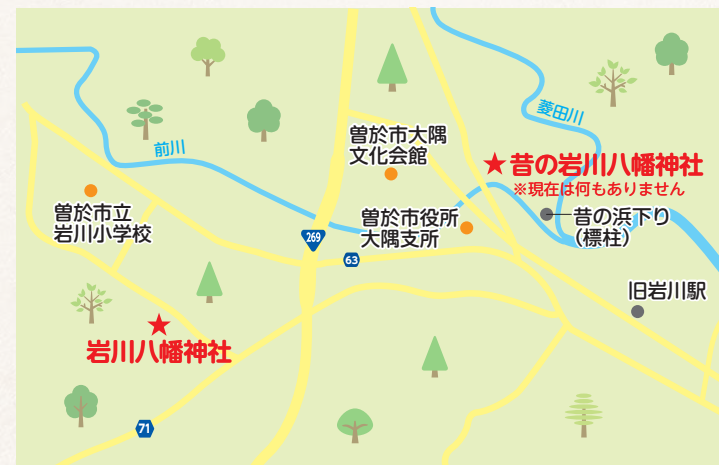 菱田川
前川
曽於市大隅
文化会館
★昔の岩川八幡神社
※現在は何もありません
曽於市立
岩川小学校
曽於市役所
大隅支所
昔の浜下り
（標柱）
269
63
旧岩川駅
★
岩川八幡神社
71